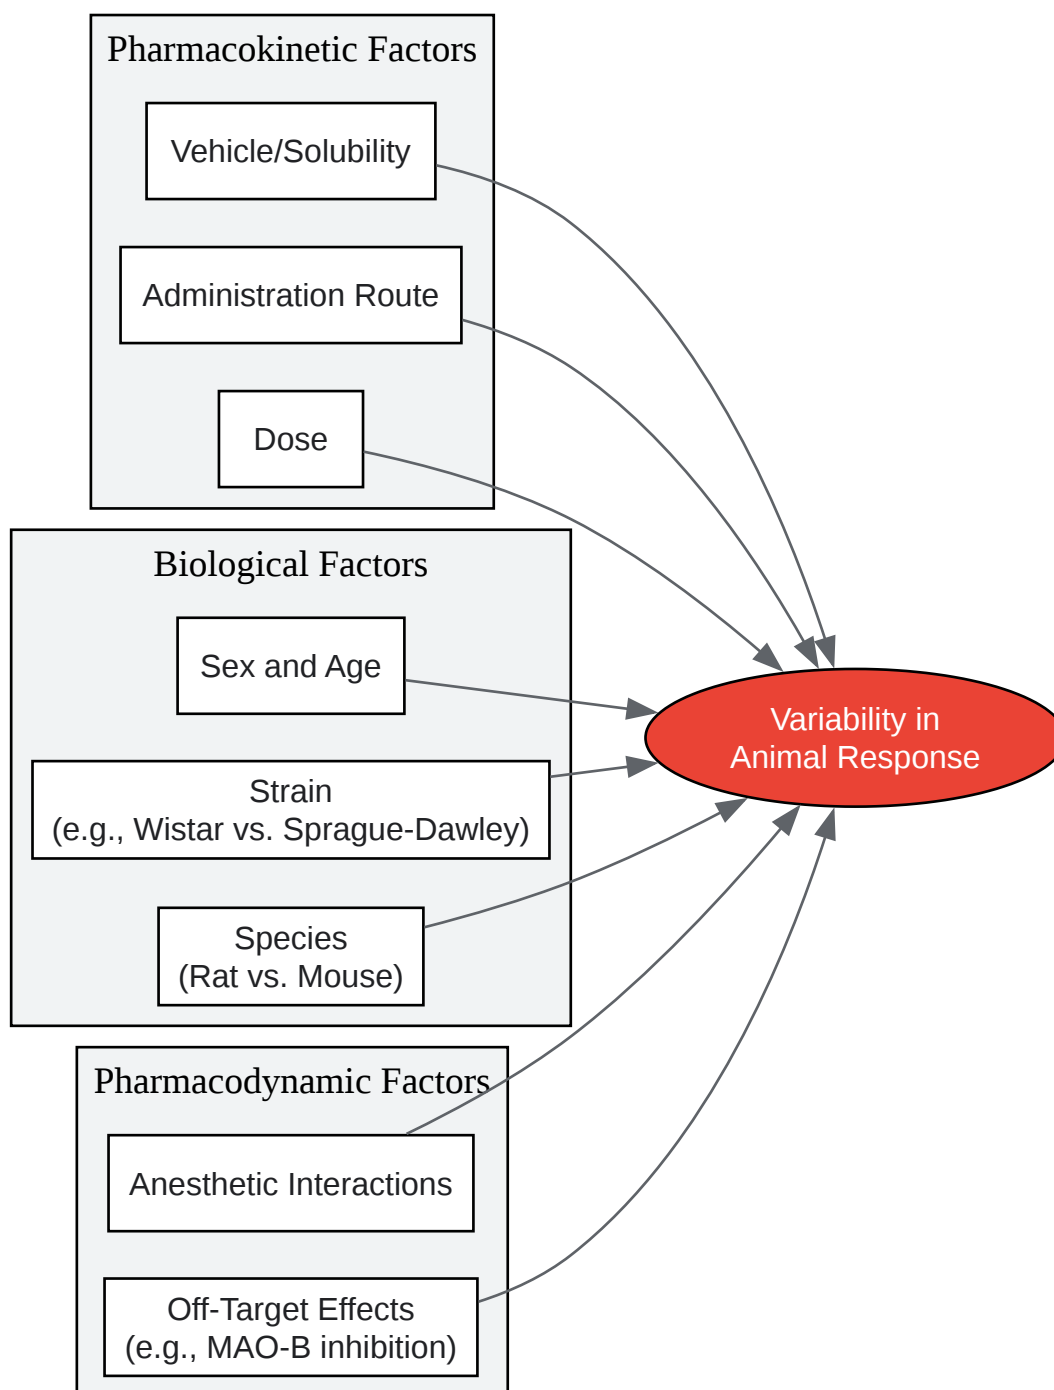 Pharmacokinetic Factors
Vehicle/Solubility
Administration Route
Dose
Biological Factors
Sex and Age
Strain
(e.g., Wistar vs. Sprague-Dawley)
Species
(Rat vs. Mouse)
Pharmacodynamic Factors
Anesthetic Interactions
Off-Target Effects
(e.g., MAO-B inhibition)
Variability in
Animal Response